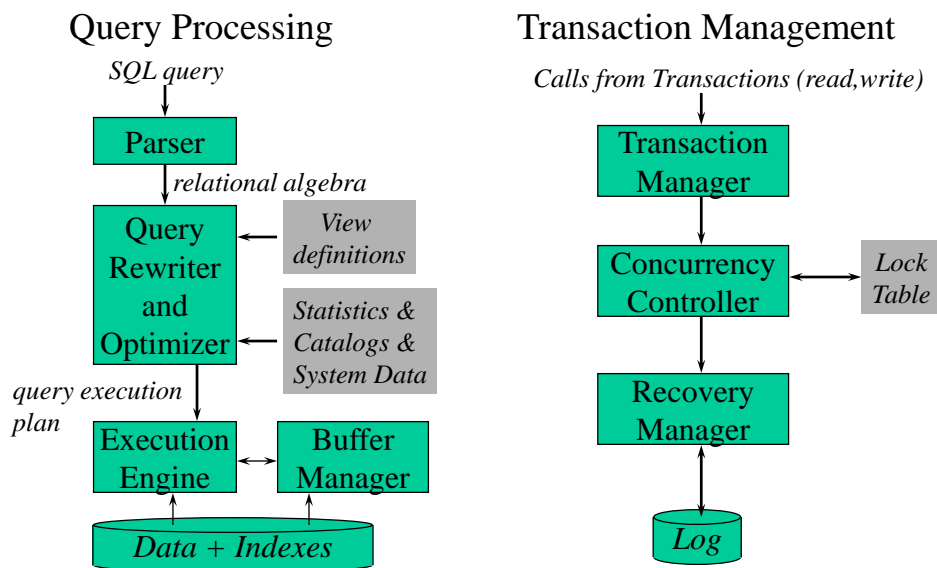 Query Processing
SQL query
Parser
relational algebra
Query
Rewriter
and
Optimizer
View
definitions
Statistics &
Catalogs &
System Data
query execution
plan
Execution
Engine
Buffer
Manager
Data + Indexes
Transaction Management
Calls from Transactions (read,write)
Transaction
Manager
Concurrency
Controller
Lock
Table
Recovery
Manager
Log